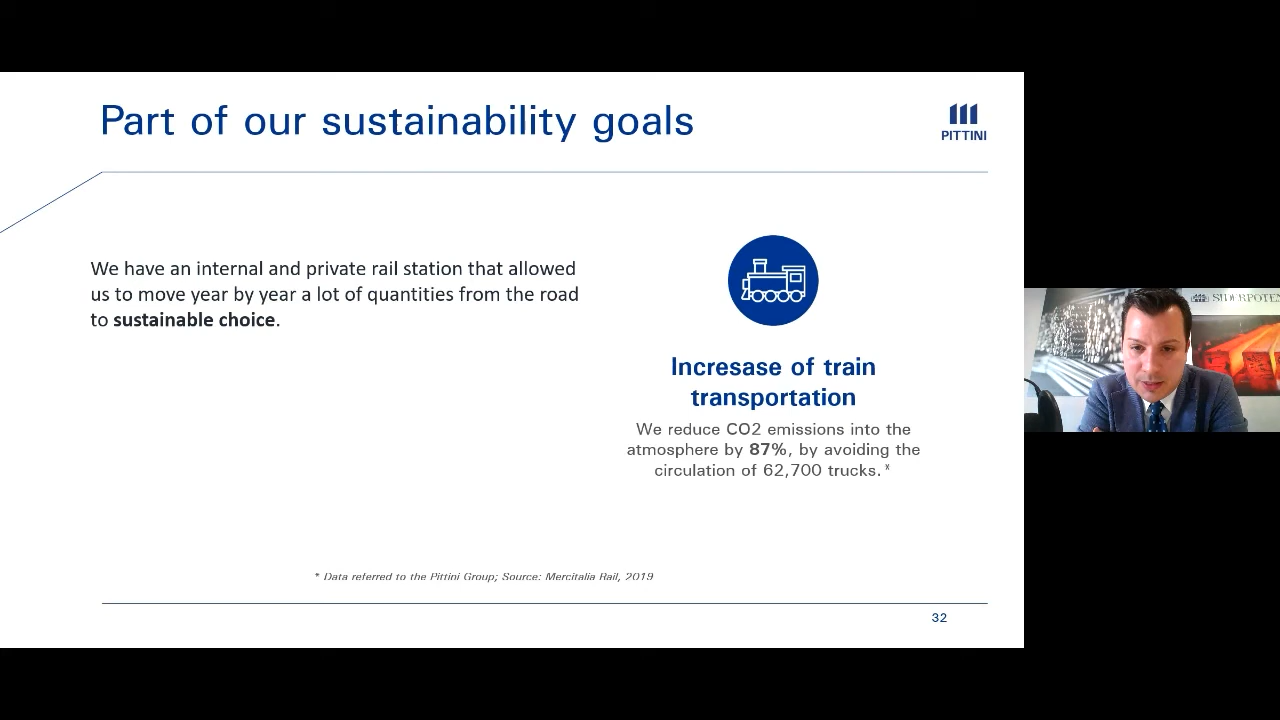 Part of our sustainability goals
PITTINI
We have an internal and private rail station that allowed
us to move year by year a lot of quantities from the road
to sustainable choice.
Incresase of train
transportation
We reduce CO2 emissions into the
atmosphere by 87%, by avoiding the
circulation of 62,700 trucks. *
* Data referred to the Pittini Group; Source: Mercitalia Rail, 2019
32